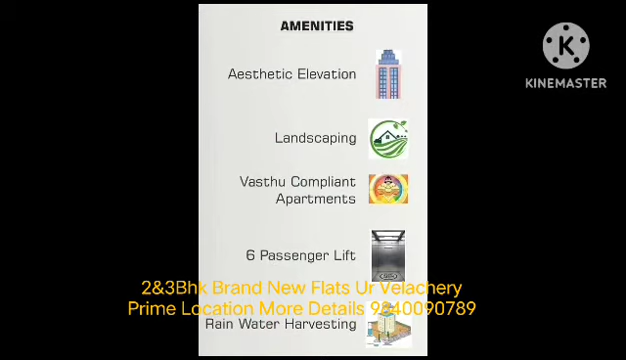 AMENITIES
KINEMASTER
Aesthetic Elevation
Landscaping
Vasthu Compliant
Apartments
6 Passenger Lift
2&3Bhk Brand New Flats Ur Velachery
Prime Location More Details 9840090789
Rain Water Harvesting